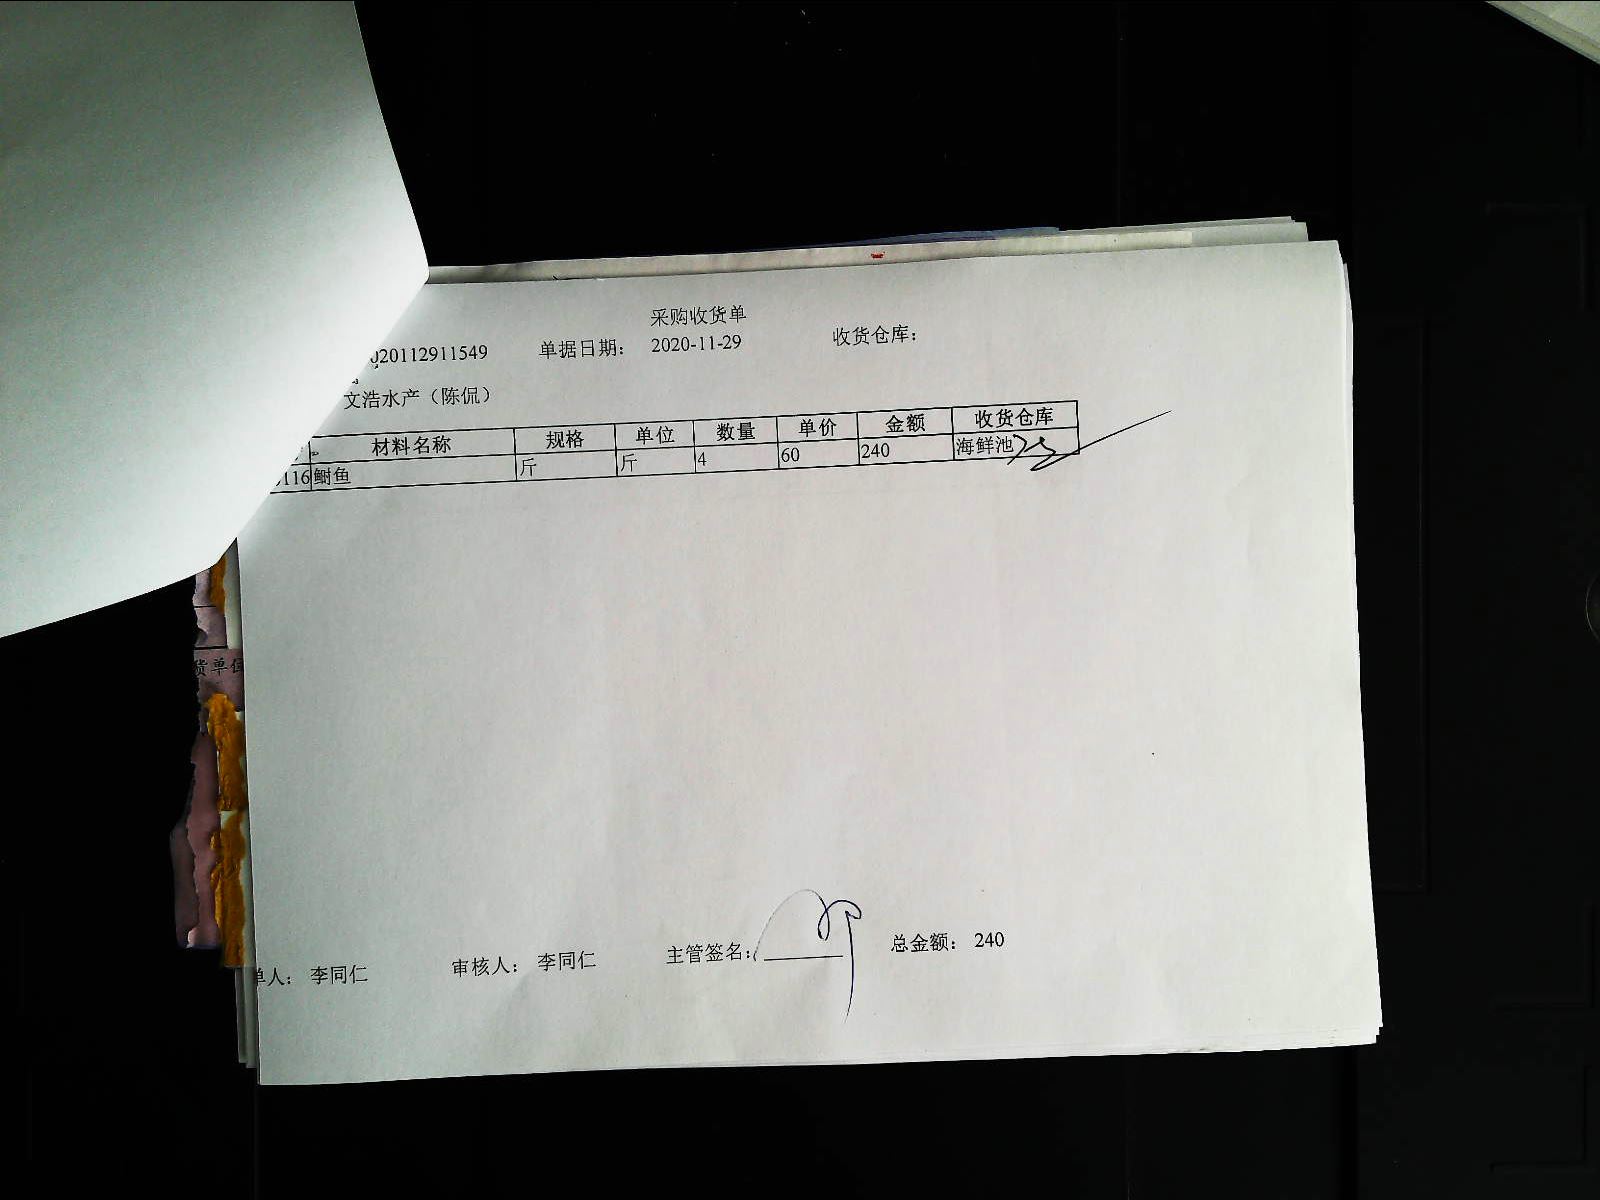 采购收货单
020112911549 单据日期： 2020-11-29 收货仓库：
文浩水产（陈侃）
材料名称 规格 单位 数量 单价 金额 收货仓库
116 鲥鱼 斤 斤 4 60 240 海鲜池
货单位
单人： 李同仁 审核人： 李同仁 主管签名： 总金额： 240